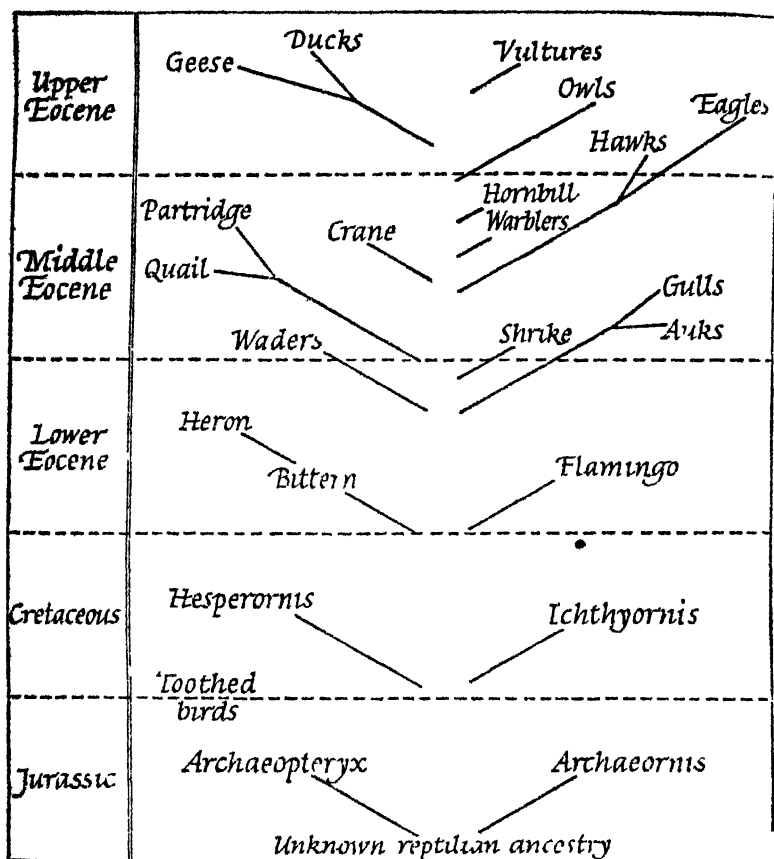 Ducks
Vultures
Geese
Upper
Eocene
Owls
Eagles
Hawks
Hornbill
Partridge
Warblers
Crane
Middle
Eocene
Quail
Gulls
Waders
Shrike
Auks
Heron
Lower
Eocene
Bittern
Flamingo
Cretaceous
Hesperornis
Ichthyornis
Toothed
birds
Jurassic
Archaeopteryx
Archaeornis
Unknown reptilian ancestry